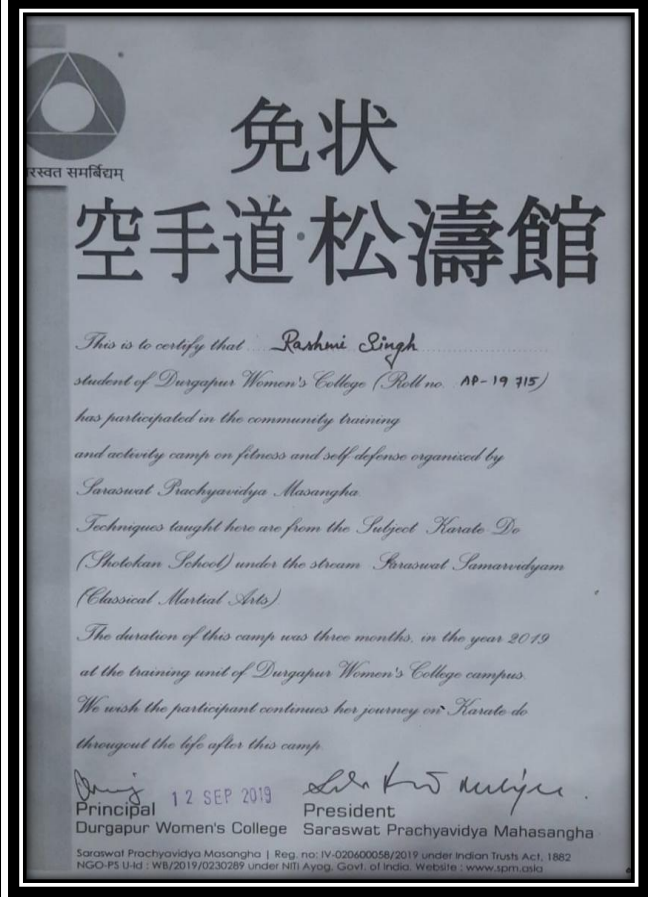 रस्वत समर्बिद्यम्
免状
空手道・松濤館
This is to certify that Rashmi Singh
student of Durgapur Women's College (Roll no. AP-19 715)
has participated in the community training
and activity camp on fitness and self defense organized by
Saraswat Prachyavidya Masangha
Techniques taught here are from the Subject Karate Do
(Shotokan School) under the stream Saraswat Samarvidyam
(Classical Martial Arts)
The duration of this camp was three months, in the year 2019
at the training unit of Durgapur Women's College campus.
We wish the participant continues her journey on Karate do
througout the life after this camp
12 SEP 2019
Principal President
Durgapur Women's College Saraswat Prachyavidya Mahasangha
Saraswat Prachyavidya Masangha | Reg. no: IV-020600058/2019 under Indian Trusts Act, 1882
NGO-PS U-Id : WB/2019/0230289 under NITI Ayog, Govt. of India. Website : www.spm.asia